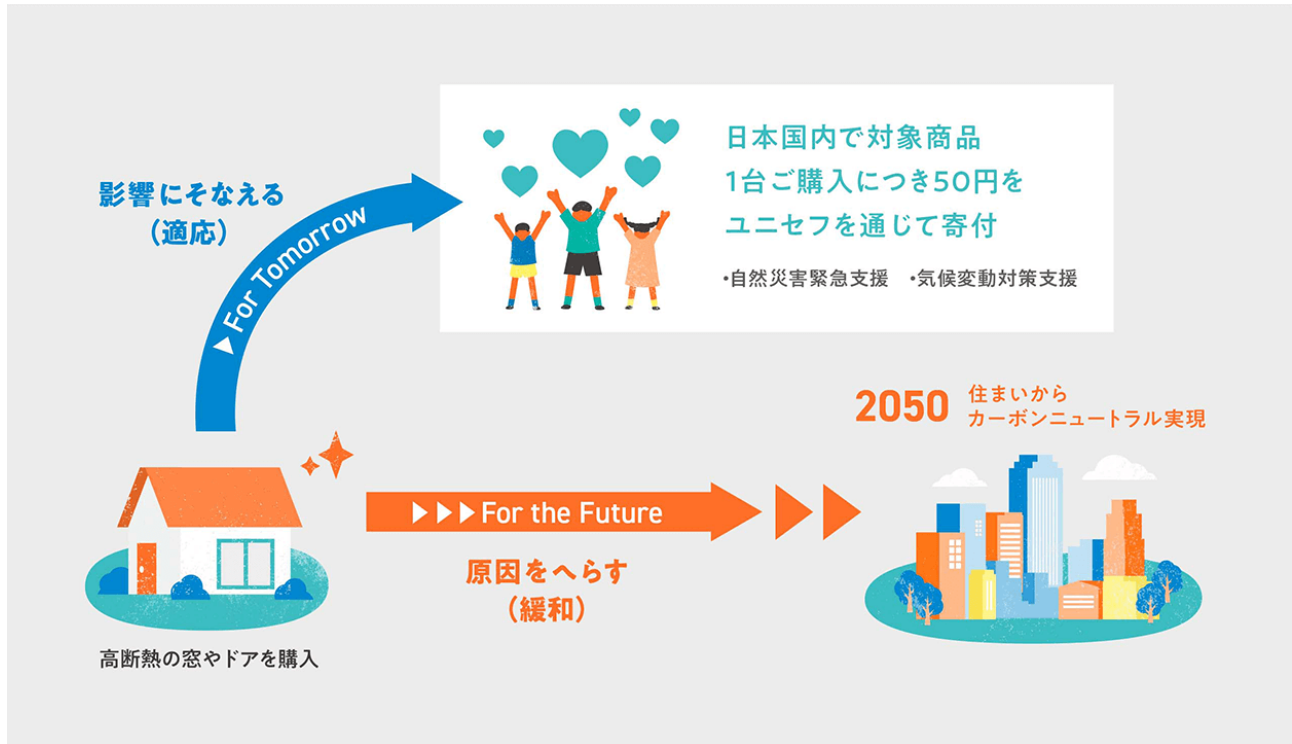 影響にそなえる
（適応）
For Tomorrow
日本国内で対象商品
1台ご購入につき50円を
ユニセフを通じて寄付
・自然災害緊急支援 ・気候変動対策支援
2050 住まいから
カーボンニュートラル実現
For the Future
原因をへらす
（緩和）
高断熱の窓やドアを購入